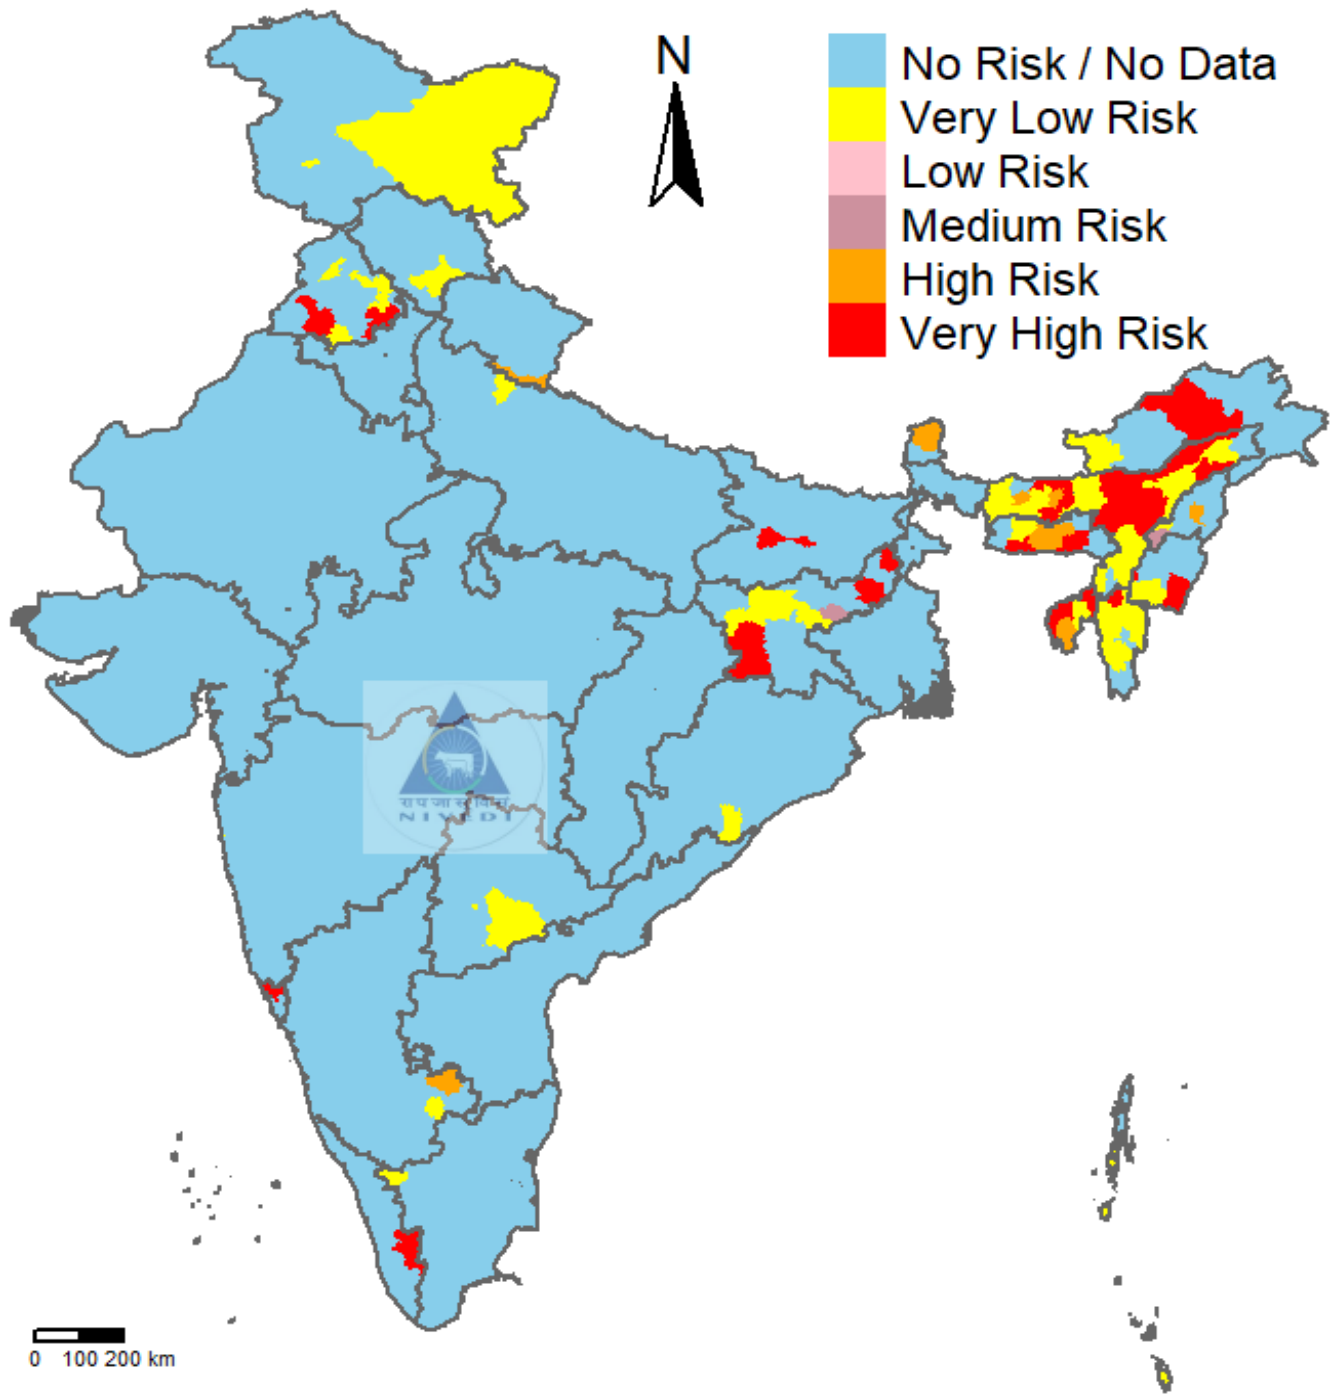 N
No Risk / No Data
Very Low Risk
Low Risk
Medium Risk
High Risk
Very High Risk
NIVEDI
0 100 200 km